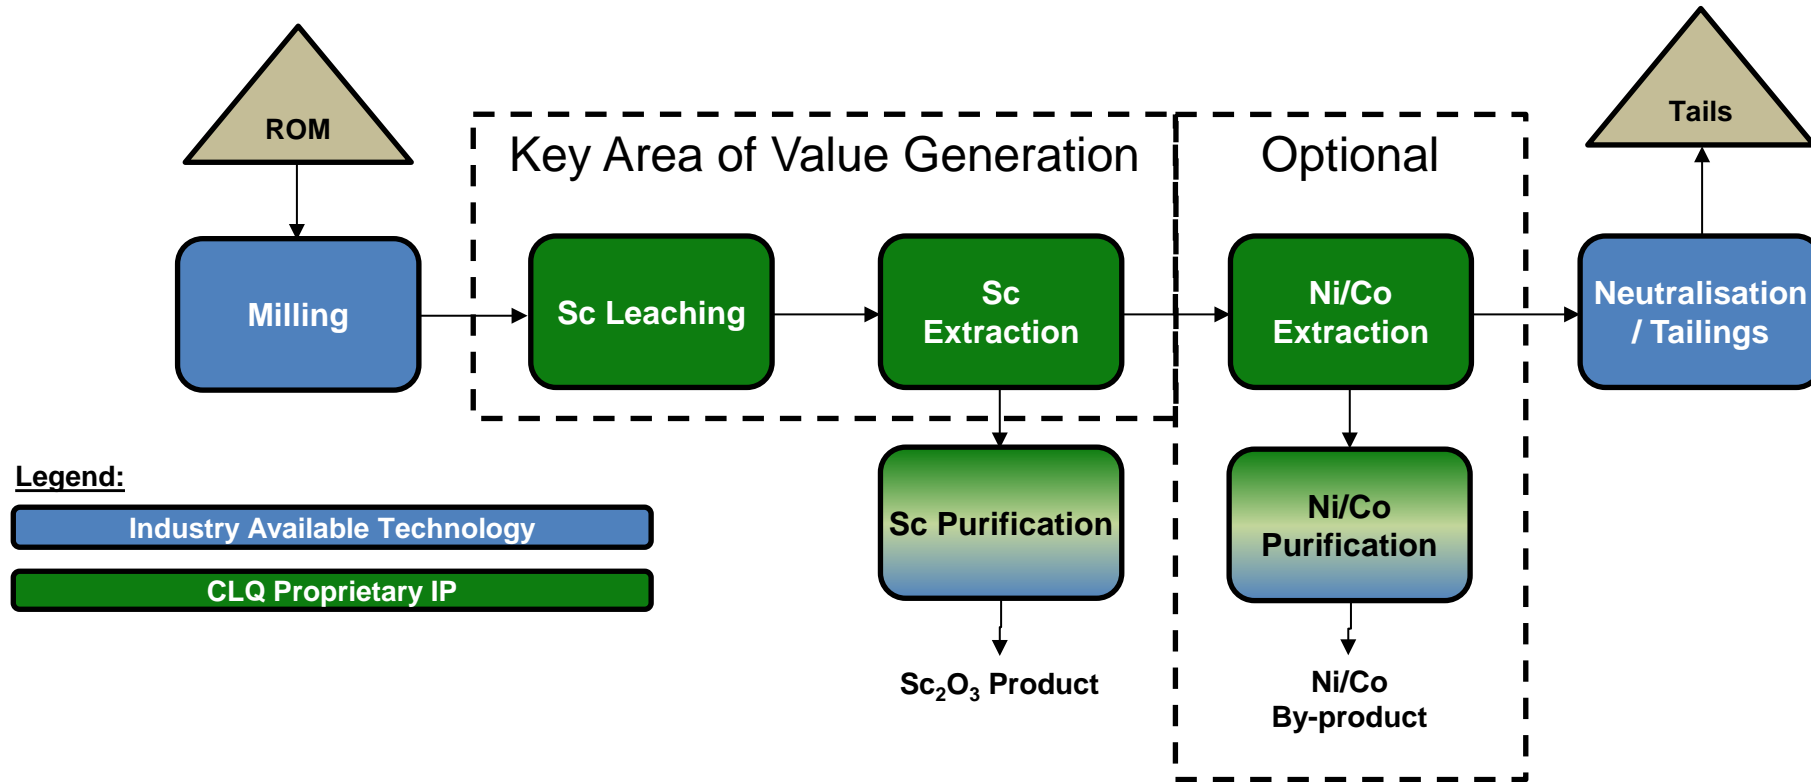 ROM
Tails
Key Area of Value Generation
Optional
Milling
Sc Leaching
Sc
Extraction
Ni/Co
Extraction
Neutralisation
/ Tailings
Legend:
Industry Available Technology
CLQ Proprietary IP
Sc Purification
Ni/Co
Purification
Sc₂O₃ Product
Ni/Co
By-product